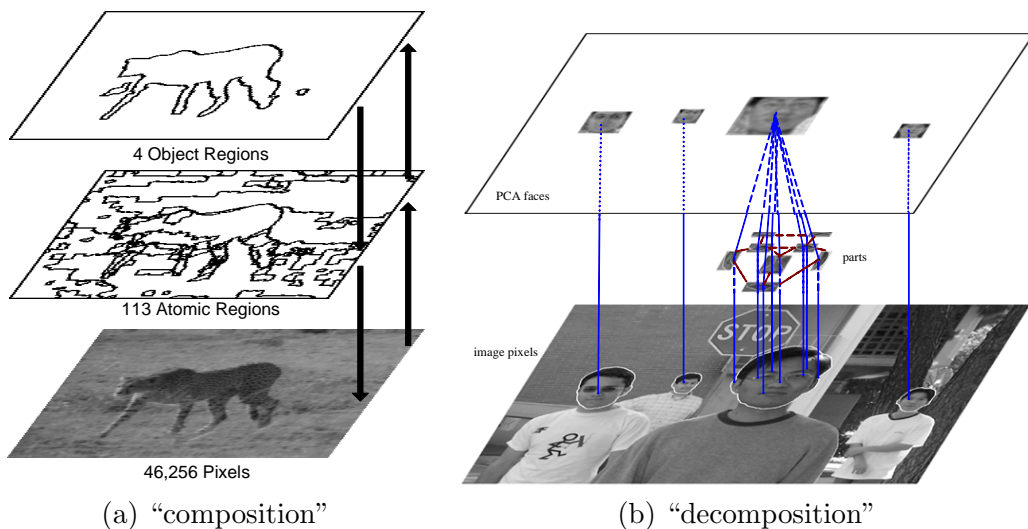 4 Object Regions
113 Atomic Regions
46,256 Pixels
(a) “composition”
PCA faces
parts
image pixels
STOP
(b) “decomposition”